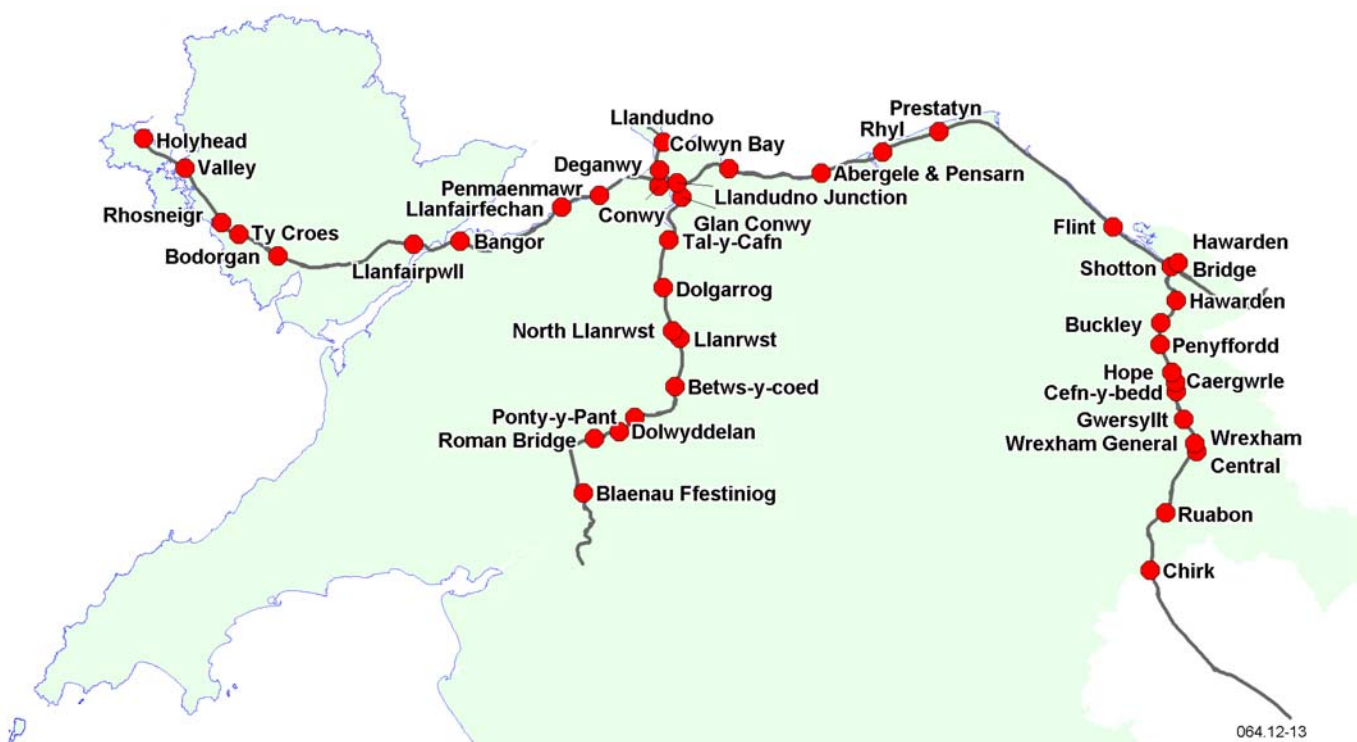 Prestatyn
Llandudno
Rhyl
Holyhead
Colwyn Bay
Valley
Deganwy
Abergele & Pensarn
Penmaenmawr
Llandudno Junction
Llanfairfechan
Conwy
Rhosneigr
Glan Conwy
Ty Croes
Bangor
Tal-y-Cafn
Flint
Bodorgan
Llanfairpwll
Hawarden
Bridge
Shotton
Dolgarrog
Hawarden
North Llanrwst
Llanrwst
Buckley
Penyffordd
Hope
Caergwrle
Betws-y-coed
Cefn-y-bedd
Ponty-y-Pant
Gwersyllt
Dolwyddelan
Roman Bridge
Wrexham General
Wrexham
Central
Blaenau Ffestiniog
Ruabon
Chirk
064.12-13